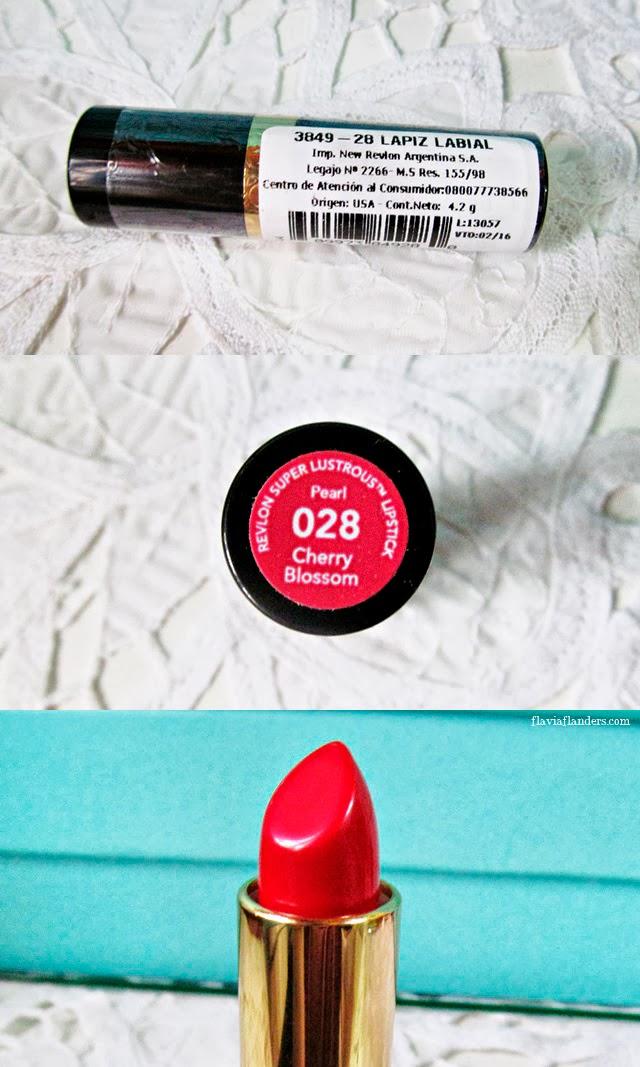 3849 - 28 LAPIZ LABIAL
Imp. New Revlon Argentina S.A.
Legajo Nº 2266- M.S Res. 155/98
Centro de Atención al Consumidor:080077738566
Origen: USA - Cont.Neto: 4.2 g
L:13057
VTO:02/16
REVLON SUPER LUSTROUS™ LIPSTICK
Pearl
028
Cherry
Blossom
flaviaflanders.com